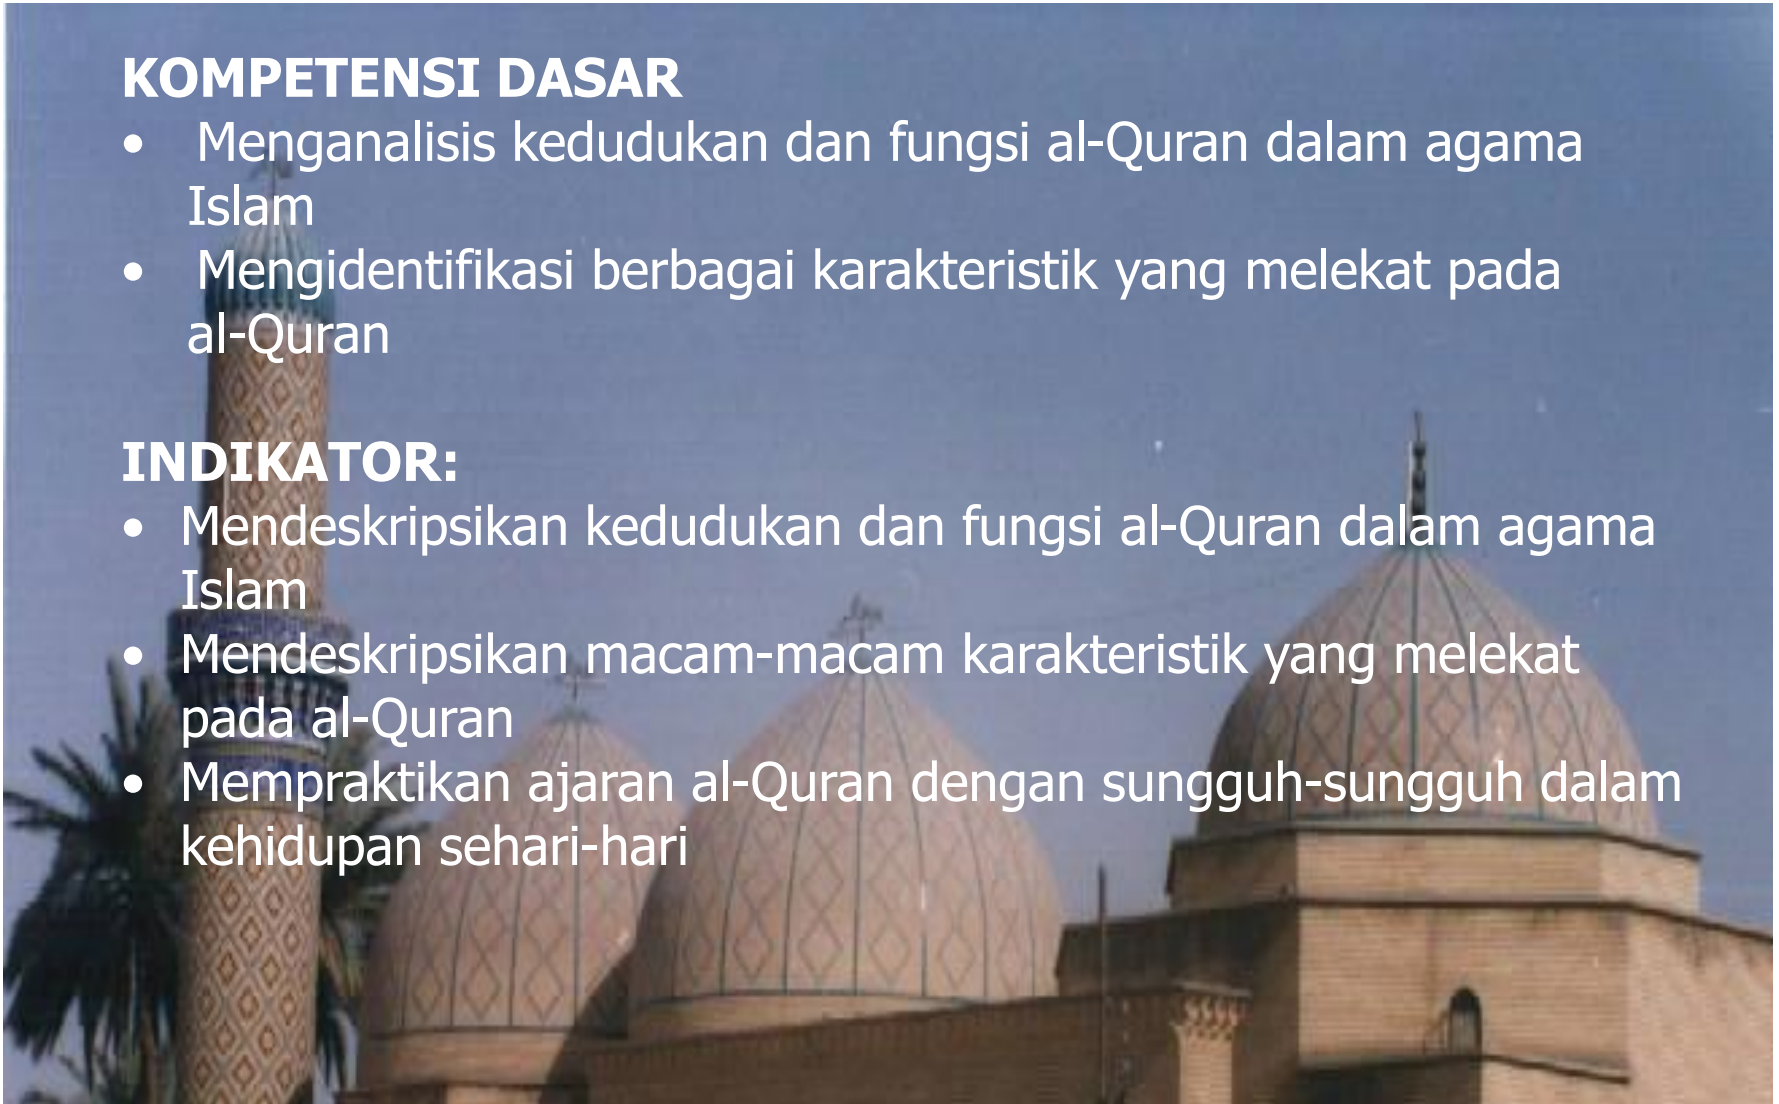 KOMPETENSI DASAR
• Menganalisis kedudukan dan fungsi al-Quran dalam agama
Islam
• Mengidentifikasi berbagai karakteristik yang melekat pada
al-Quran
INDIKATOR:
• Mendeskripsikan kedudukan dan fungsi al-Quran dalam agama
Islam
• Mendeskripsikan macam-macam karakteristik yang melekat
pada al-Quran
• Mempraktikan ajaran al-Quran dengan sungguh-sungguh dalam
kehidupan sehari-hari